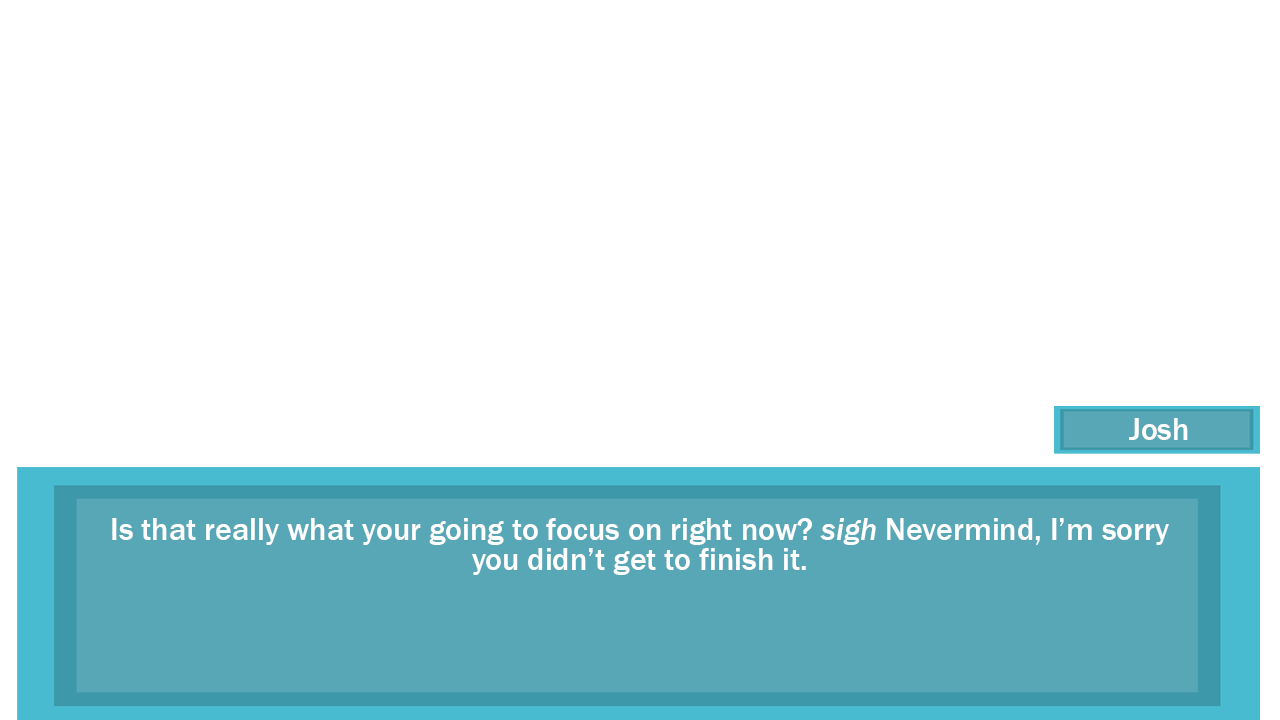 Josh
Is that really what your going to focus on right now? sigh Nevermind, I’m sorry
you didn’t get to finish it.